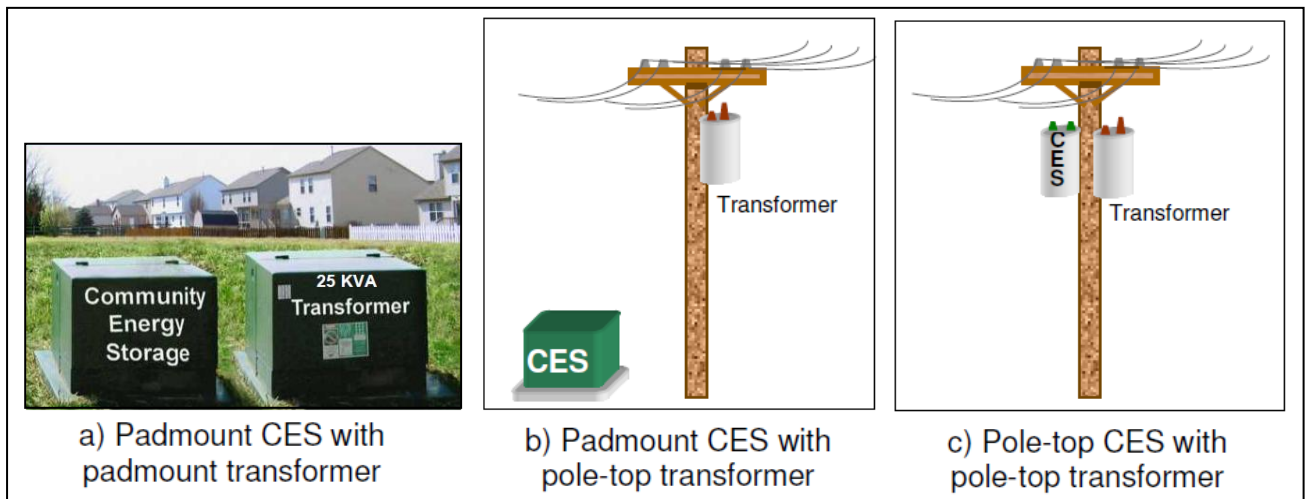 Community
Energy
Storage
25 KVA
Transformer
a) Padmount CES with
padmount transformer
Transformer
CES
b) Padmount CES with
pole-top transformer
CES
Transformer
c) Pole-top CES with
pole-top transformer